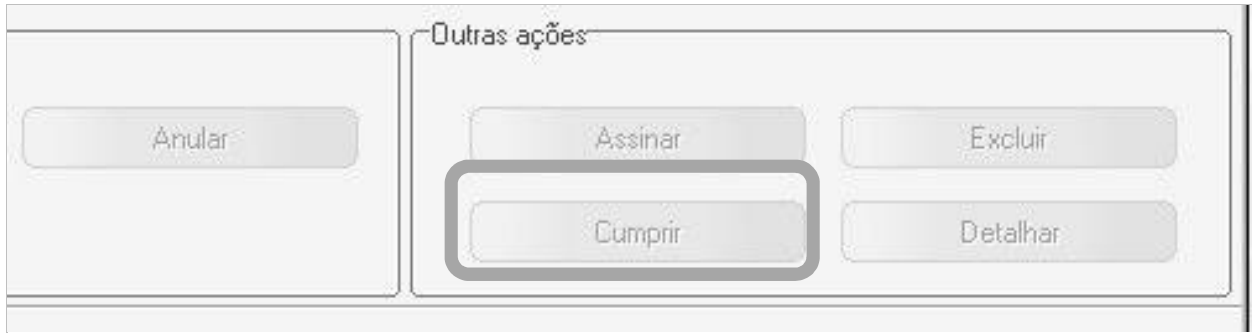 Outras ações
Anular
Assinar
Excluir
Cumprir
Detalhar